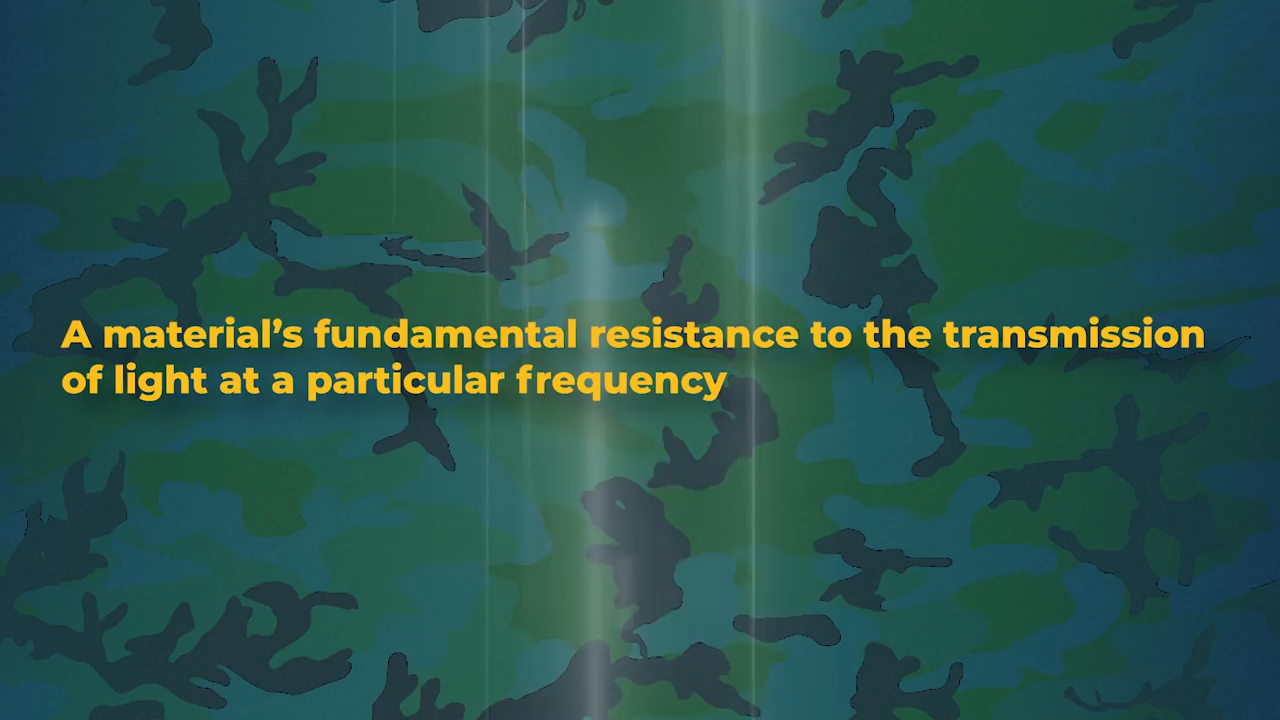 A material’s fundamental resistance to the transmission
of light at a particular frequency